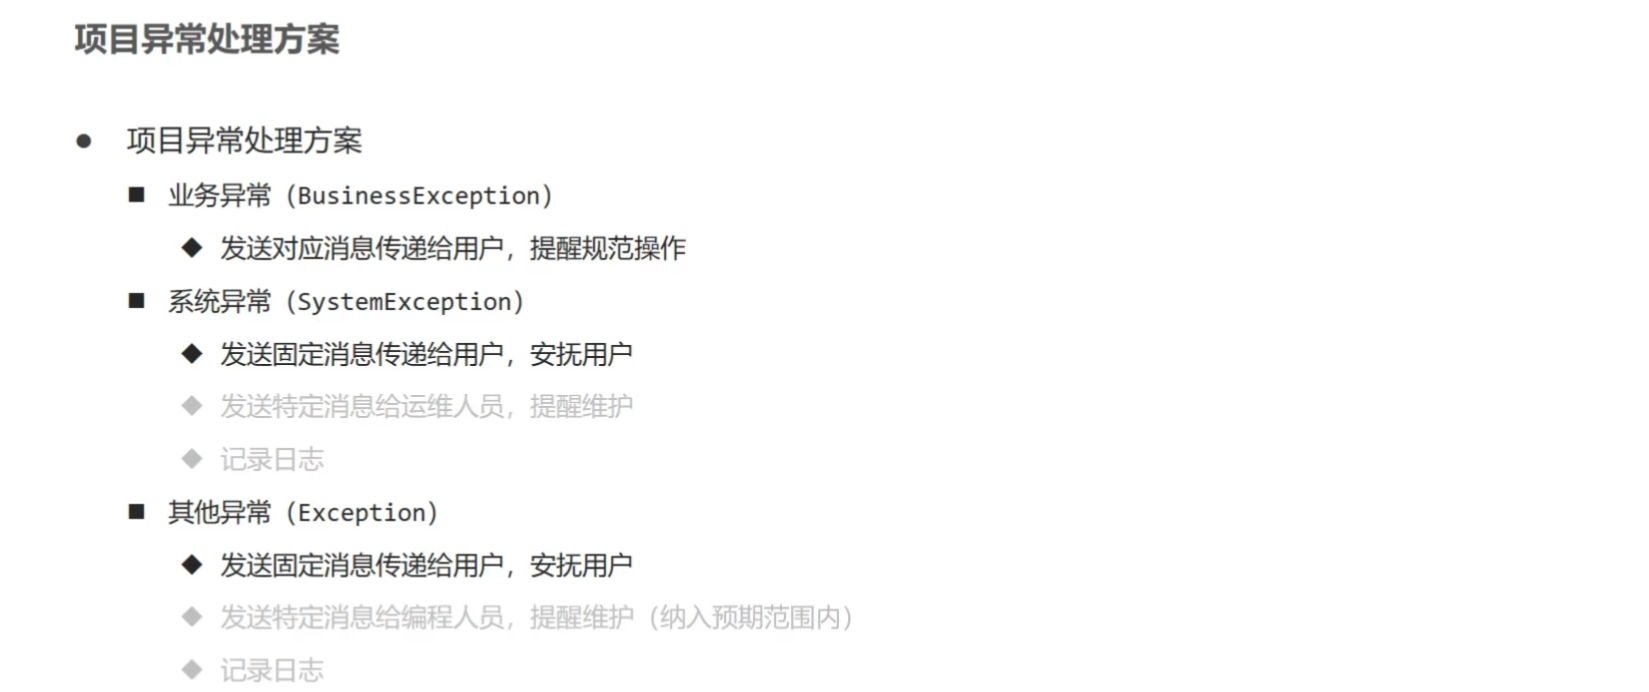 项目异常处理方案
● 项目异常处理方案
■ 业务异常（BusinessException）
◆ 发送对应消息传递给用户，提醒规范操作
■ 系统异常（SystemException）
◆ 发送固定消息传递给用户，安抚用户
◆ 发送特定消息给运维人员，提醒维护
◆ 记录日志
■ 其他异常（Exception）
◆ 发送固定消息传递给用户，安抚用户
◆ 发送特定消息给编程人员，提醒维护（纳入预期范围内）
◆ 记录日志